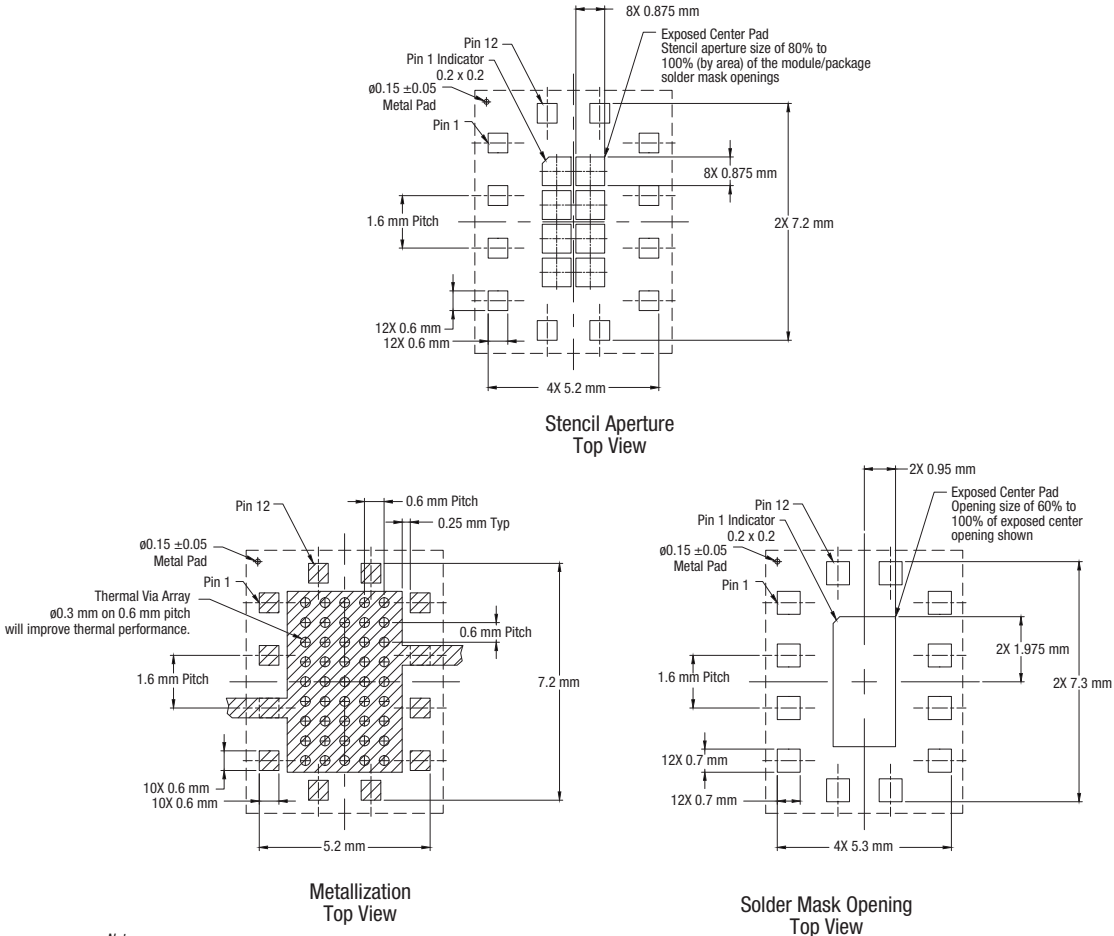 8X 0.875 mm
Pin 12
Exposed Center Pad
Stencil aperture size of 80% to
100% (by area) of the module/package
solder mask openings
Pin 1 Indicator
0.2 x 0.2
ø0.15 ±0.05
Metal Pad
Pin 1
8X 0.875 mm
1.6 mm Pitch
2X 7.2 mm
12X 0.6 mm
12X 0.6 mm
4X 5.2 mm
Stencil Aperture
Top View
Pin 12
0.6 mm Pitch
0.25 mm Typ
ø0.15 ±0.05
Metal Pad
Pin 1
Thermal Via Array
ø0.3 mm on 0.6 mm pitch
will improve thermal performance.
0.6 mm Pitch
1.6 mm Pitch
7.2 mm
10X 0.6 mm
10X 0.6 mm
5.2 mm
Metallization
Top View
2X 0.95 mm
Pin 12
Exposed Center Pad
Opening size of 60% to
100% of exposed center
opening shown
Pin 1 Indicator
0.2 x 0.2
ø0.15 ±0.05
Metal Pad
Pin 1
2X 1.975 mm
1.6 mm Pitch
2X 7.3 mm
12X 0.7 mm
12X 0.7 mm
4X 5.3 mm
Solder Mask Opening
Top View